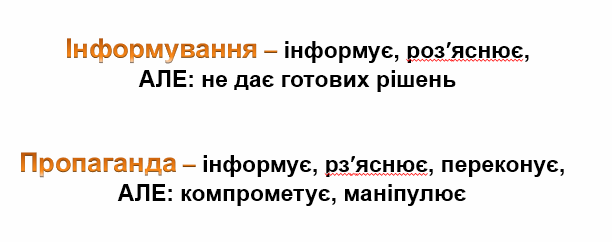 Інформування – інформує, роз′яснює,
АЛЕ: не дає готових рішень
Пропаганда – інформує, рз′яснює, переконує,
АЛЕ: компрометує, маніпулює